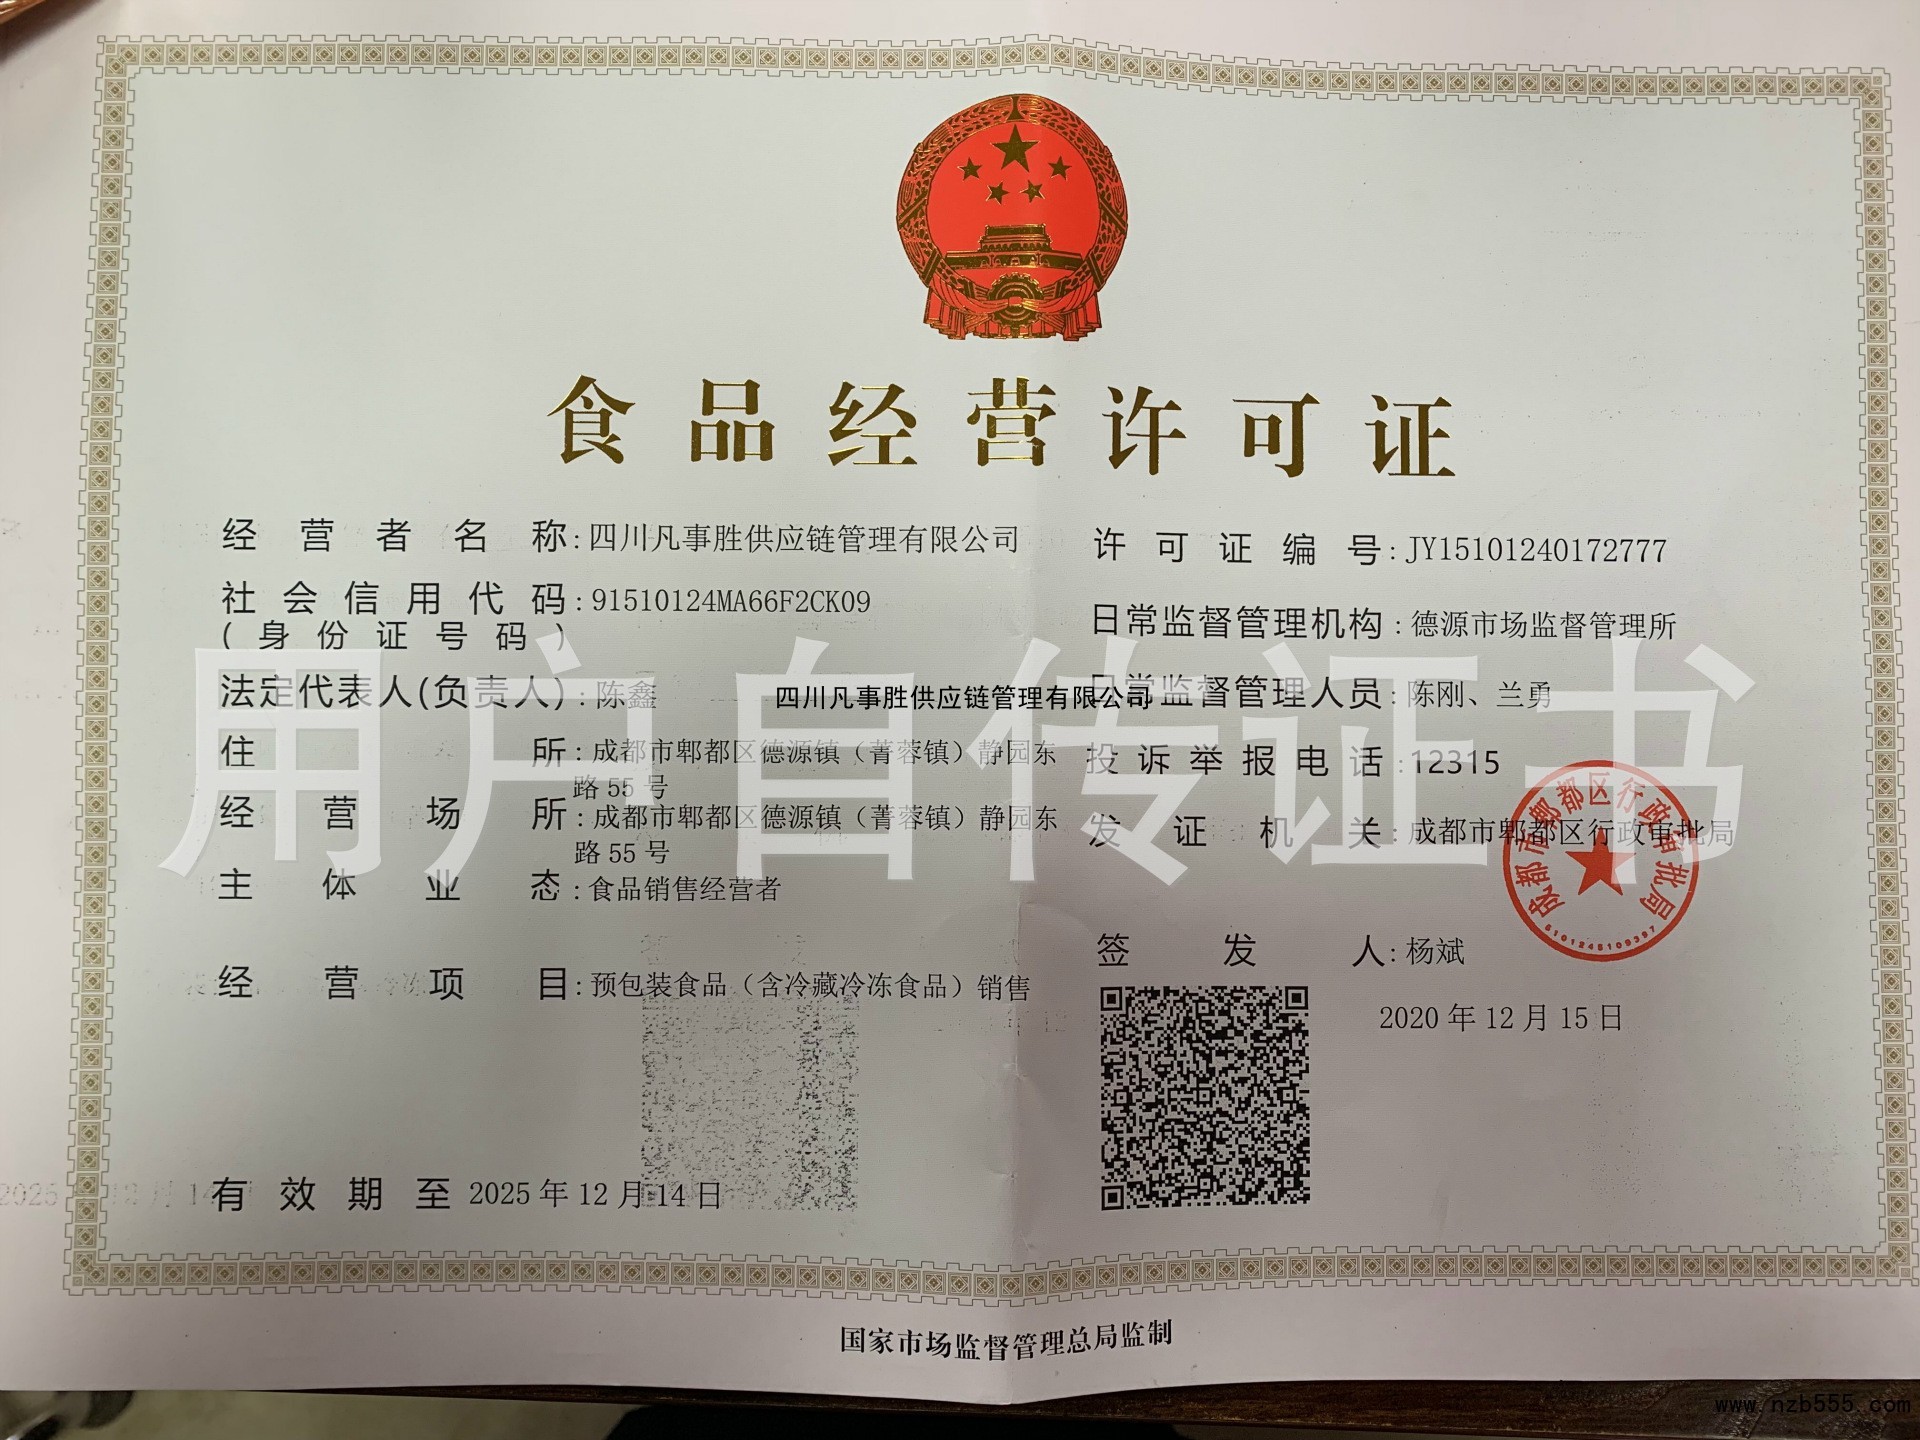 食品经营许可证
经营者名称:四川凡事胜供应链管理有限公司
社会信用代码:91510124MA66F2CK09
(身份证号码)
法定代表人(负责人):陈鑫
四川凡事胜供应链管理有限公司
住所:成都市郫都区德源镇（菁蓉镇）静园东
路55号
经营场所:成都市郫都区德源镇（菁蓉镇）静园东
路55号
主体业态:食品销售经营者
经营项目:预包装食品（含冷藏冷冻食品）销售
有效期至 2025年12月14日
许可证编号:JY15101240172777
日常监督管理机构:德源市场监督管理所
日常监督管理人员:陈刚、兰勇
投诉举报电话:12315
发证机关:成都市郫都区行政审批局
成都市郫都区行政审批局
5101245109397
签发人:杨斌
2020年12月15日
用户自传证书
国家市场监督管理总局监制
www.nzb555.com